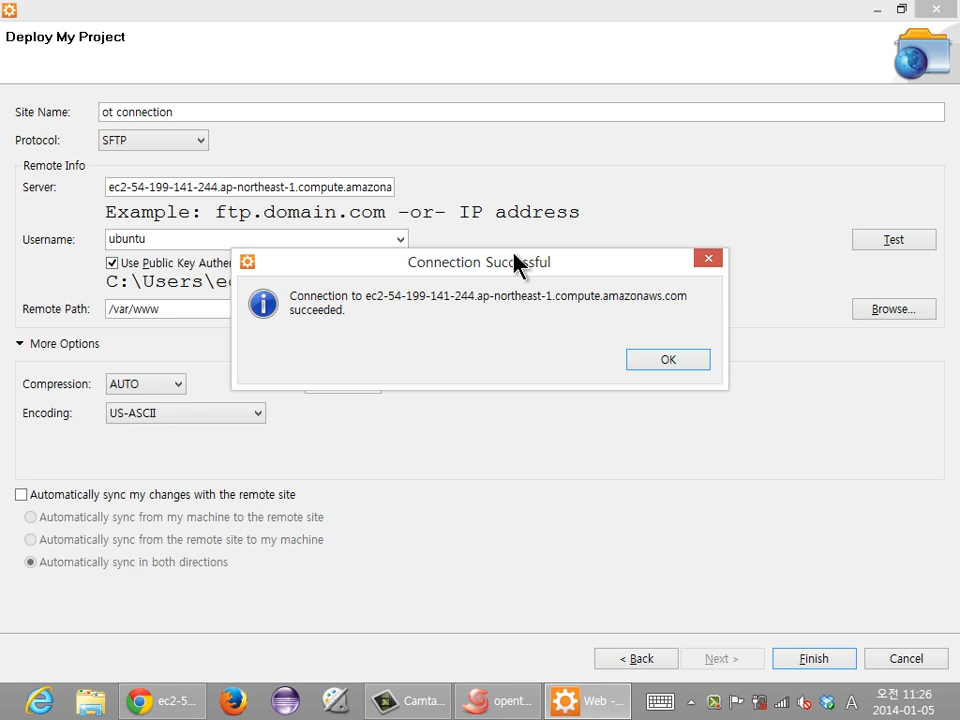 Deploy My Project
Site Name: ot connection
Protocol: SFTP
Remote Info
Server: ec2-54-199-141-244.ap-northeast-1.compute.amazona
Example: ftp.domain.com -or- IP address
Username: ubuntu
Test
Use Public Key Authen
C:\Users\e
Remote Path: /var/www
Browse...
Connection Successful
Connection to ec2-54-199-141-244.ap-northeast-1.compute.amazonaws.com
succeeded.
OK
More Options
Compression: AUTO
Encoding: US-ASCII
Automatically sync my changes with the remote site
Automatically sync from my machine to the remote site
Automatically sync from the remote site to my machine
Automatically sync in both directions
< Back
Next >
Finish
Cancel
ec2-5...
Camta...
opent...
Web -...
A
오전 11:26
2014-01-05